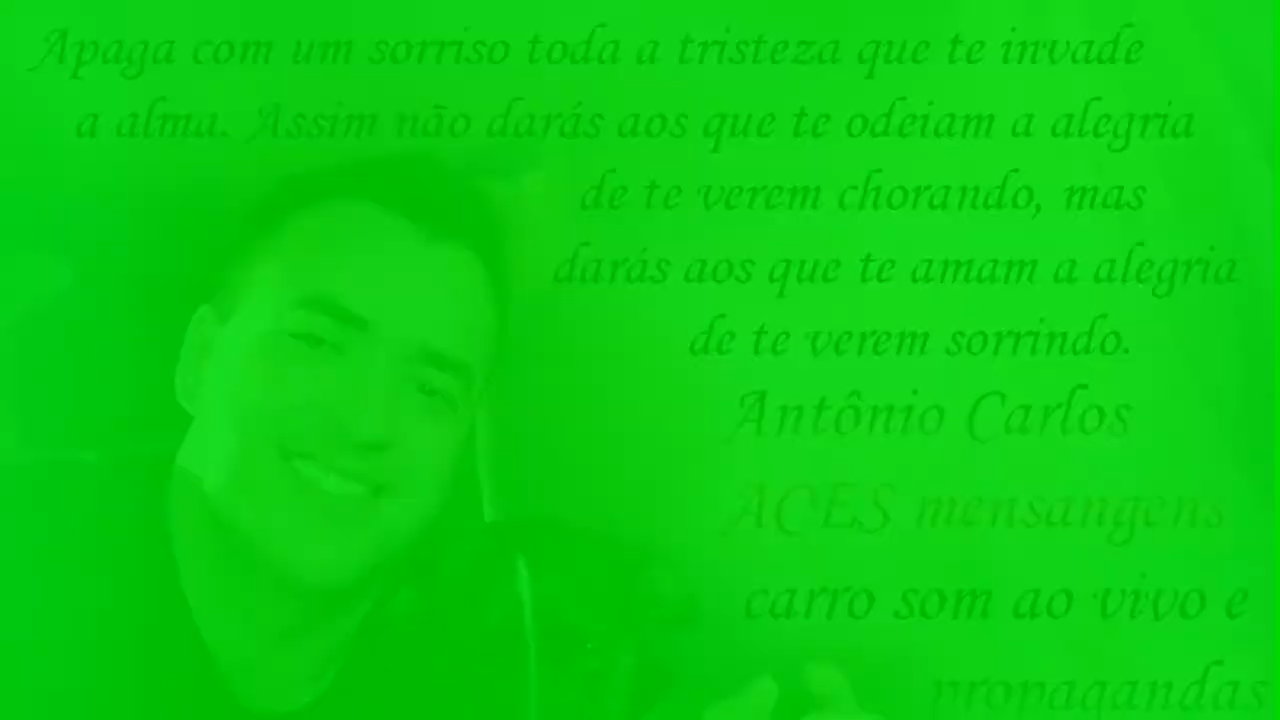 Apaga com um sorriso toda a tristeza que te invade
a alma. Assim não darás aos que te odeiam a alegria
de te verem chorando, mas
darás aos que te amam a alegria
de te verem sorrindo.
Antônio Carlos
ACES mensangens
carro som ao vivo e
propagandas